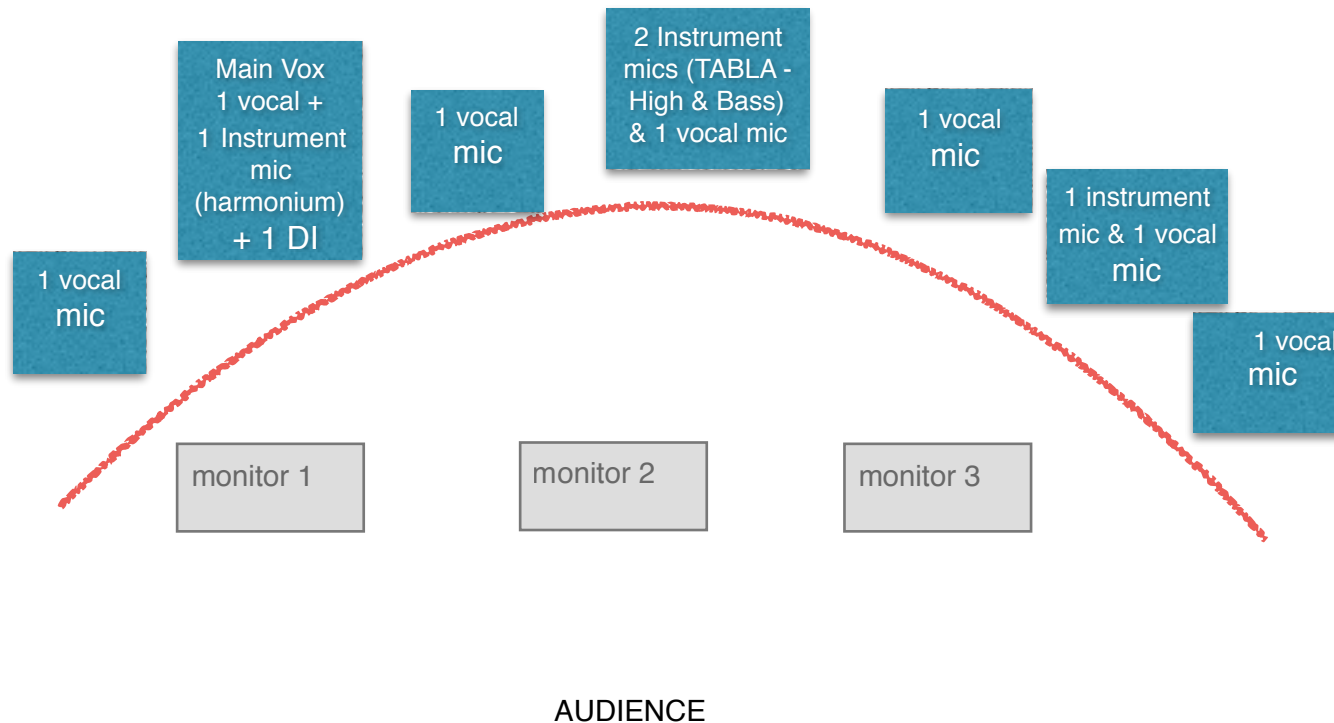 1 vocal
mic
Main Vox
1 vocal +
1 Instrument
mic
(harmonium)
+ 1 DI
1 vocal
mic
2 Instrument
mics (TABLA -
High & Bass)
& 1 vocal mic
1 vocal
mic
1 instrument
mic & 1 vocal
mic
1 vocal
mic
monitor 1
monitor 2
monitor 3
AUDIENCE